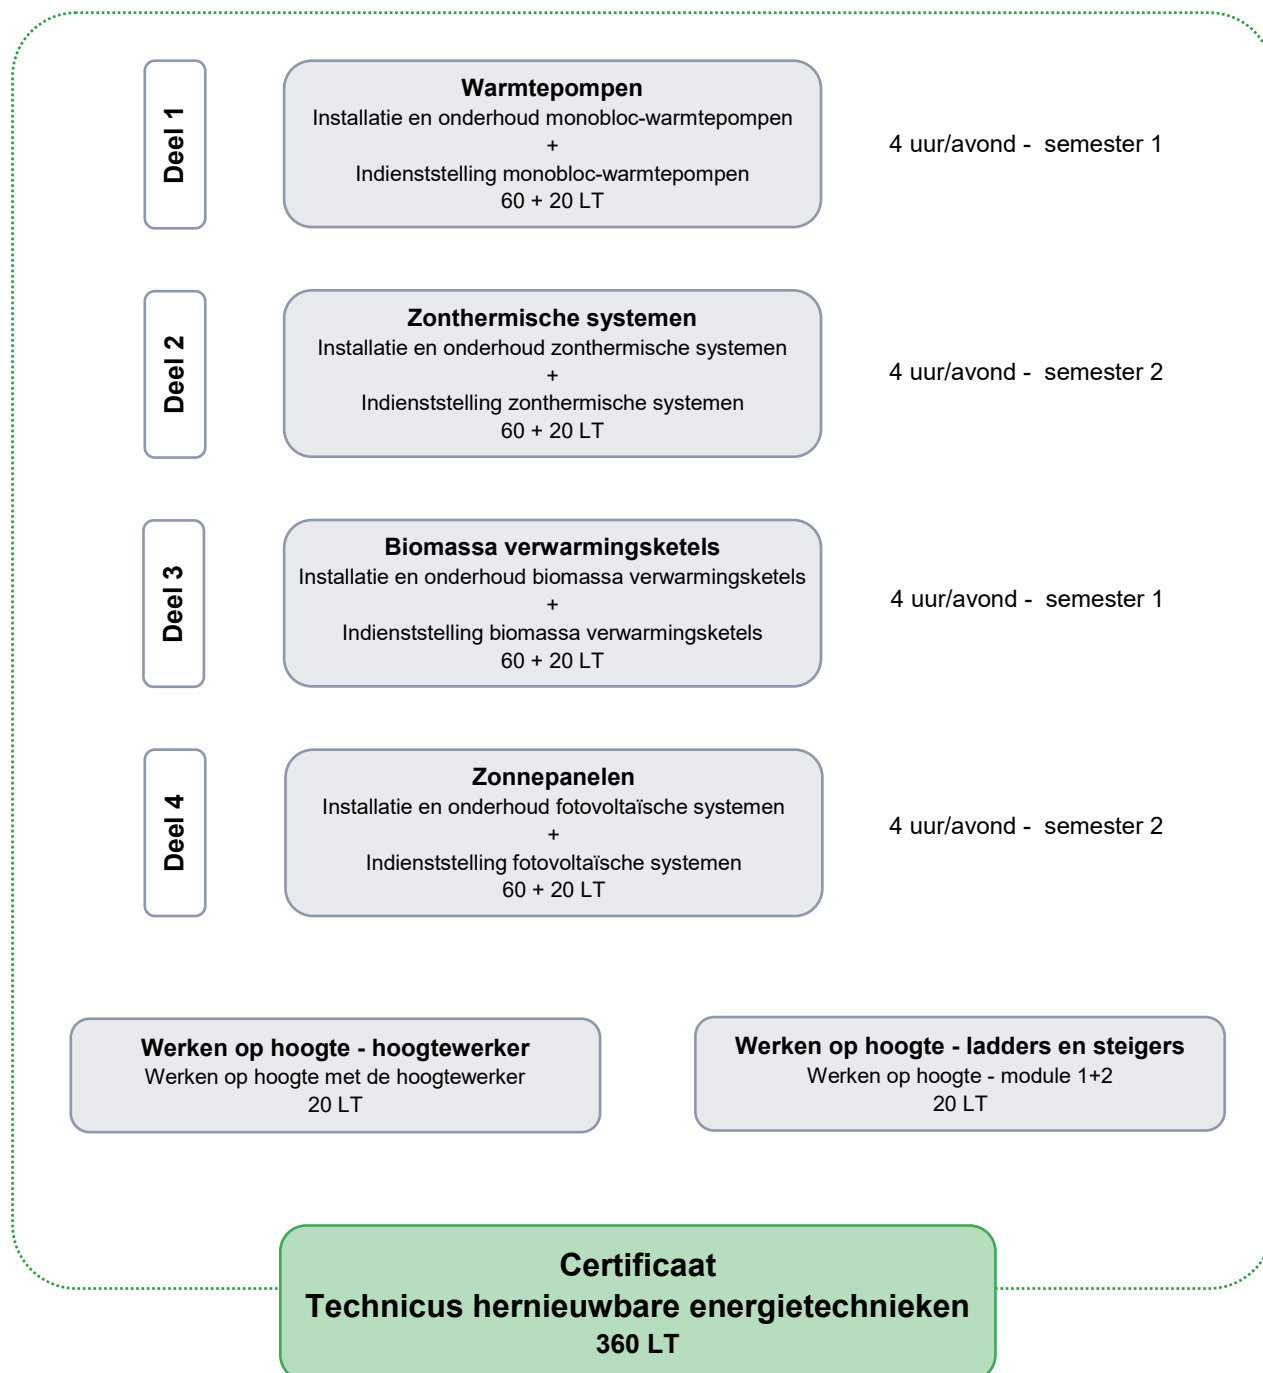 Deel 1
Warmtepompen
Installatie en onderhoud monobloc-warmtepompen
+
Indienststelling monobloc-warmtepompen
60 + 20 LT
4 uur/avond - semester 1
Deel 2
Zonthermische systemen
Installatie en onderhoud zonthermische systemen
+
Indienststelling zonthermische systemen
60 + 20 LT
4 uur/avond - semester 2
Deel 3
Biomassa verwarmingsketels
Installatie en onderhoud biomassa verwarmingsketels
+
Indienststelling biomassa verwarmingsketels
60 + 20 LT
4 uur/avond - semester 1
Deel 4
Zonnepanelen
Installatie en onderhoud fotovoltaïsche systemen
+
Indienststelling fotovoltaïsche systemen
60 + 20 LT
4 uur/avond - semester 2
Werken op hoogte - hoogtewerker
Werken op hoogte met de hoogtewerker
20 LT
Werken op hoogte - ladders en steigers
Werken op hoogte - module 1+2
20 LT
Certificaat
Technicus hernieuwbare energietechnieken
360 LT